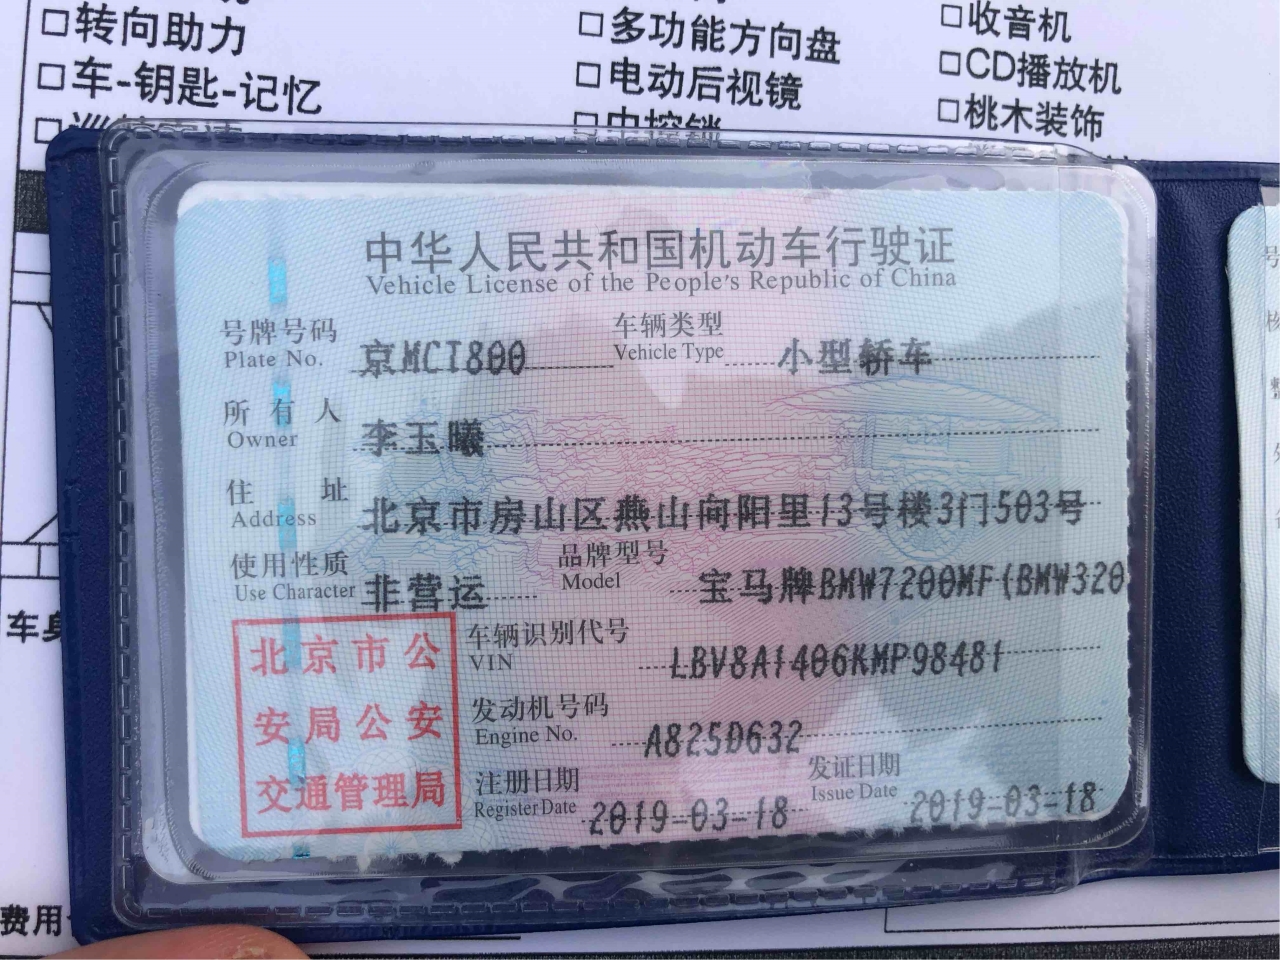 转向助力
多功能方向盘
收音机
车-钥匙-记忆
电动后视镜
CD播放机
中控锁
桃木装饰
中华人民共和国机动车行驶证
Vehicle License of the People's Republic of China
号牌号码 京MCT800 车辆类型 小型轿车
Plate No. Vehicle Type
所有人 李玉曦
Owner
住址 北京市房山区燕山向阳里13号楼3门503号
Address
使用性质 非营运 品牌型号 宝马牌BMW7200MF(BMW320
Use Character Model
北京市公
安局公安
交通管理局
车辆识别代号 LBV8A1406KMP98481
VIN
发动机号码 A825D632
Engine No.
注册日期 2019-03-18 发证日期 2019-03-18
Register Date Issue Date
号
车身
费用